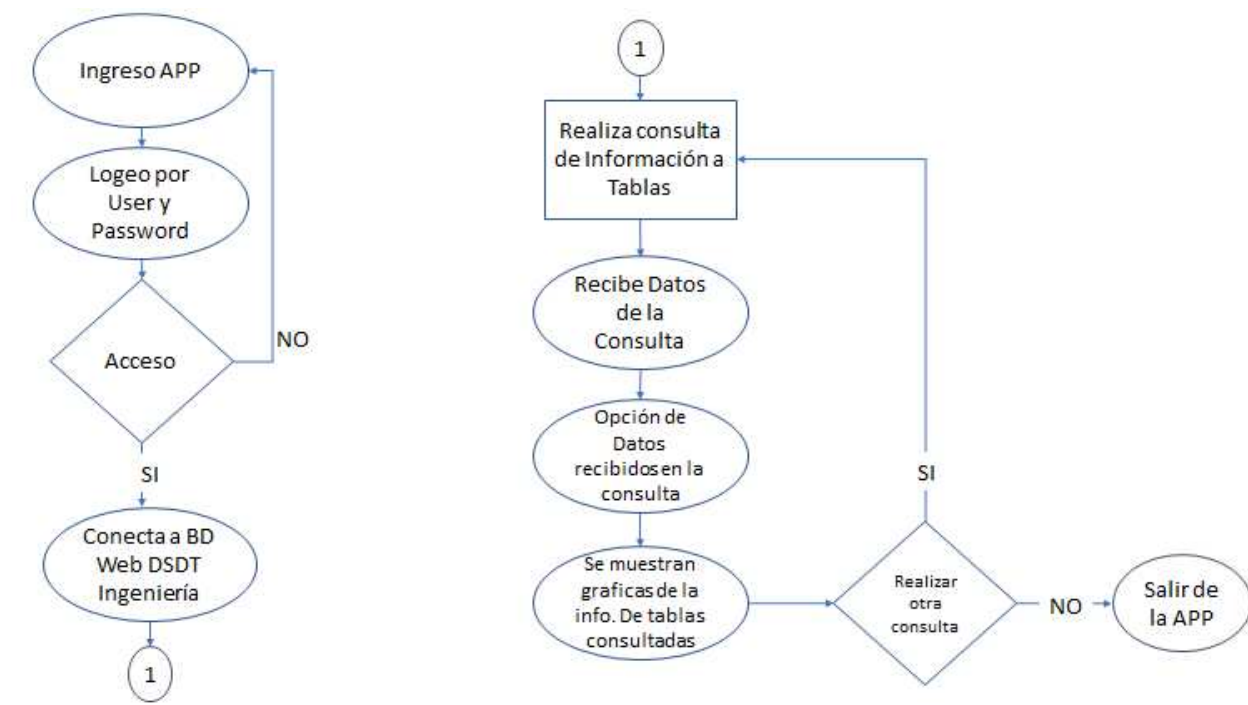 Ingreso APP
Logeo por
User y
Password
Acceso
NO
SI
Conecta a BD
Web DSDT
Ingeniería
1
1
Realiza consulta
de Información a
Tablas
Recibe Datos
de la
Consulta
Opción de
Datos
recibidos en la
consulta
Se muestran
graficas de la
info. De tablas
consultadas
SI
Realizar
otra
consulta
NO
Salir de
la APP